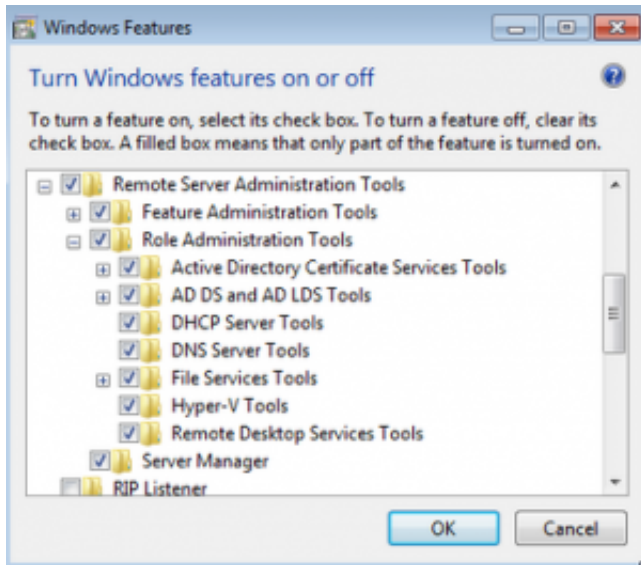 Windows Features
Turn Windows features on or off
To turn a feature on, select its check box. To turn a feature off, clear its
check box. A filled box means that only part of the feature is turned on.
Remote Server Administration Tools
Feature Administration Tools
Role Administration Tools
Active Directory Certificate Services Tools
AD DS and AD LDS Tools
DHCP Server Tools
DNS Server Tools
File Services Tools
Hyper-V Tools
Remote Desktop Services Tools
Server Manager
RIP Listener
OK Cancel